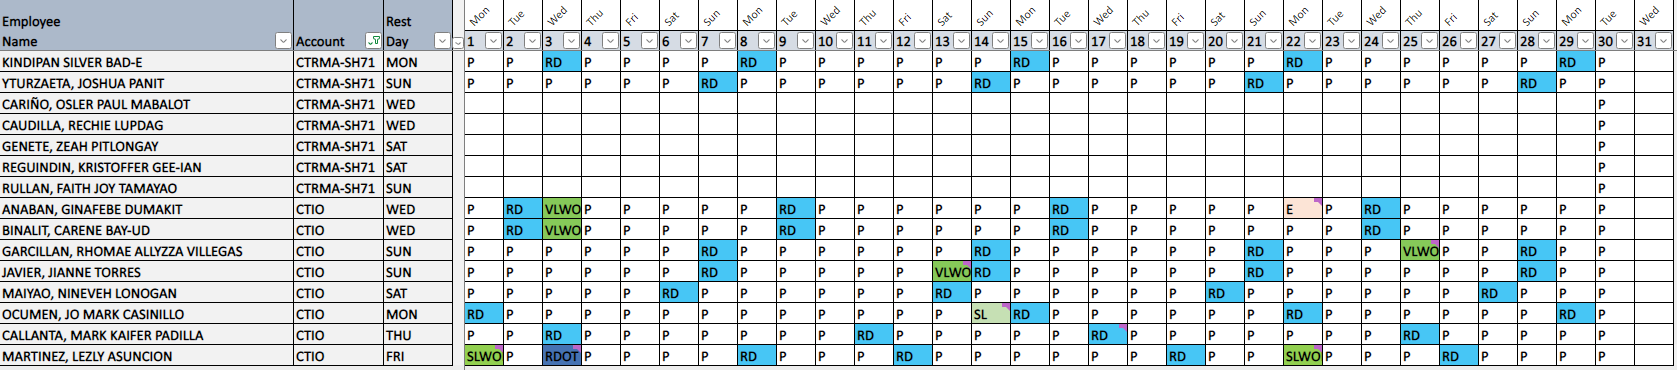 Mon Tue Wed Thu Fri Sat Sun Mon Tue Wed Thu Fri Sat Sun Mon Tue Wed Thu Fri Sat Sun Mon Tue Wed Thu Fri Sat Sun Mon Tue Wed
Employee Name Account Rest Day 1 2 3 4 5 6 7 8 9 10 11 12 13 14 15 16 17 18 19 20 21 22 23 24 25 26 27 28 29 30 31
KINDIPAN SILVER BAD-E CTRMA-SH71 MON P P RD P P P P RD P P P P P P RD P P P P P P RD P P P P P P RD P
YTURZAETA, JOSHUA PANIT CTRMA-SH71 SUN P P P P P P RD P P P P P P RD P P P P P P RD P P P P P P RD P P
CARIÑO, OSLER PAUL MABALOT CTRMA-SH71 WED P
CAUDILLA, RECHIE LUPDAG CTRMA-SH71 WED P
GENETE, ZEAH PITLONGAY CTRMA-SH71 SAT P
REGUINDIN, KRISTOFFER GEE-IAN CTRMA-SH71 SAT P
RULLAN, FAITH JOY TAMAYAO CTRMA-SH71 SUN P
ANABAN, GINAFEBE DUMAKIT CTIO WED P RD VLWO P P P P P RD P P P P P P RD P P P P P E P RD P P P P P P
BINALIT, CARENE BAY-UD CTIO WED P RD VLWO P P P P P RD P P P P P P RD P P P P P P P RD P P P P P P
GARCILLAN, RHOMAE ALLYZZA VILLEGAS CTIO SUN P P P P P P RD P P P P P P RD P P P P P P RD P P P VLWO P P RD P P
JAVIER, JIANNE TORRES CTIO SUN P P P P P P RD P P P P P VLWO RD P P P P P P RD P P P P P P RD P P
MAIYAO, NINEVEH LONOGAN CTIO SAT P P P P P RD P P P P P P RD P P P P P P RD P P P P P P RD P P P
OCUMEN, JO MARK CASINILLO CTIO MON RD P P P P P P P P P P P P SL RD P P P P P P RD P P P P P P RD P
CALLANTA, MARK KAIFER PADILLA CTIO THU P P RD P P P P P P P RD P P P P P RD P P P P P P P RD P P P P P
MARTINEZ, LEZLY ASUNCION CTIO FRI SLWO P RDOT P P P P RD P P P RD P P P P P P RD P P SLWO P P P RD P P P P